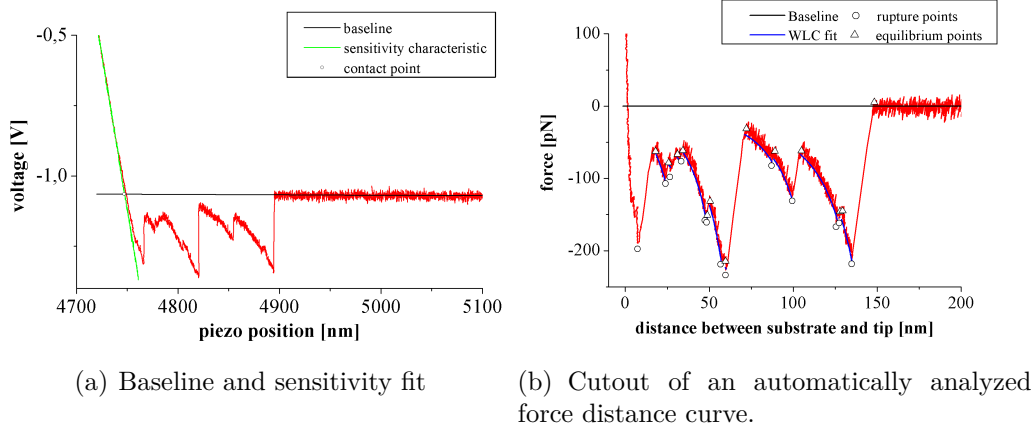 baseline
sensitivity characteristic
contact point
-0,5
-1,0
voltage [V]
4700 4800 4900 5000 5100
piezo position [nm]
Baseline rupture points
WLC fit equilibrium points
100
0
-100
-200
force [pN]
0 50 100 150 200
distance between substrate and tip [nm]
(a) Baseline and sensitivity fit
(b) Cutout of an automatically analyzed
force distance curve.